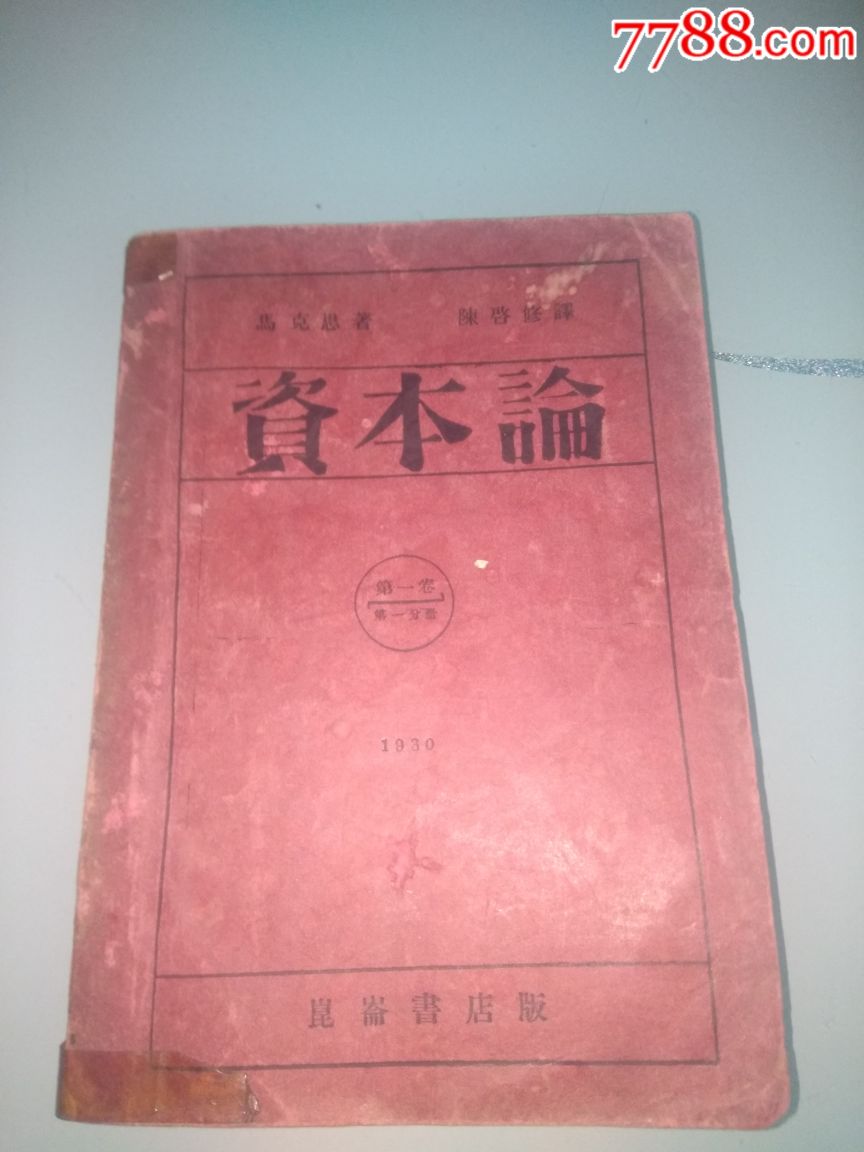 7788.com
馬克思著 陳啓修譯
資本論
第一卷
第一分册
1930
崑崙書店版